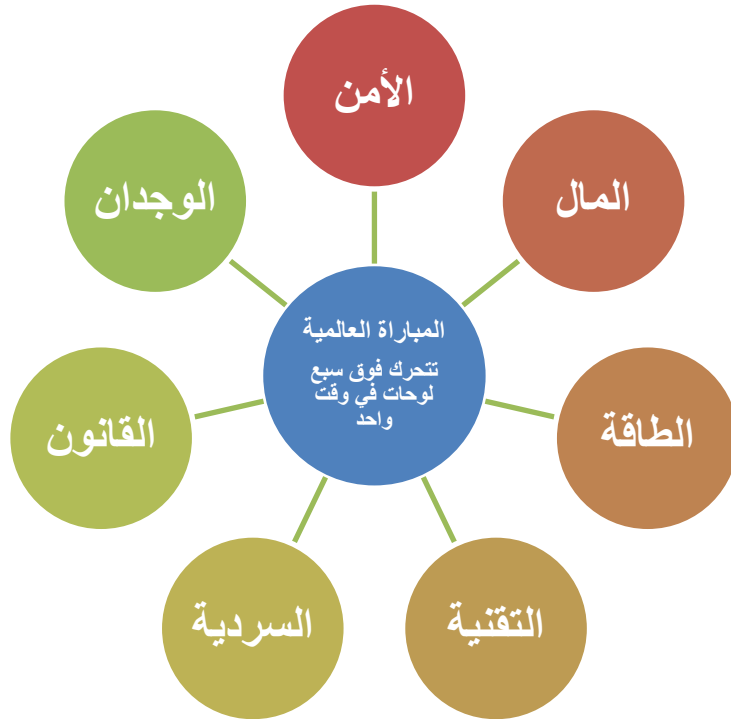 الأمن
المال
الطاقة
التقنية
السردية
القانون
الوجدان
المباراة العالمية
تتحرك فوق سبع
لوحات في وقت
واحد